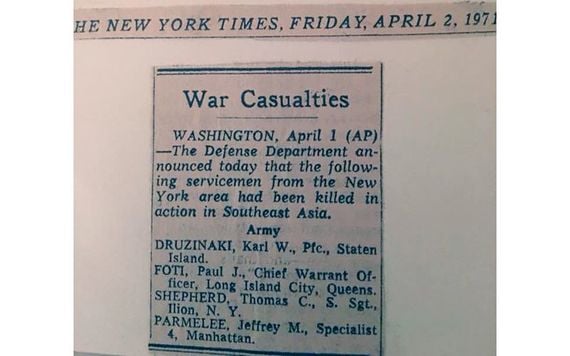 HE NEW YORK TIMES, FRIDAY, APRIL 2, 1971
War Casualties
WASHINGTON, April 1 (AP)
—The Defense Department an-
nounced today that the follow-
ing servicemen from the New
York area had been killed in
action in Southeast Asia.
Army
DRUZINAKI, Karl W., Pfc., Staten
Island.
FOTI, Paul J., Chief Warrant Of-
ficer, Long Island City, Queens.
SHEPHERD, Thomas C., S. Sgt.,
Ilion, N. Y.
PARMELEE, Jeffrey M., Specialist
4, Manhattan.